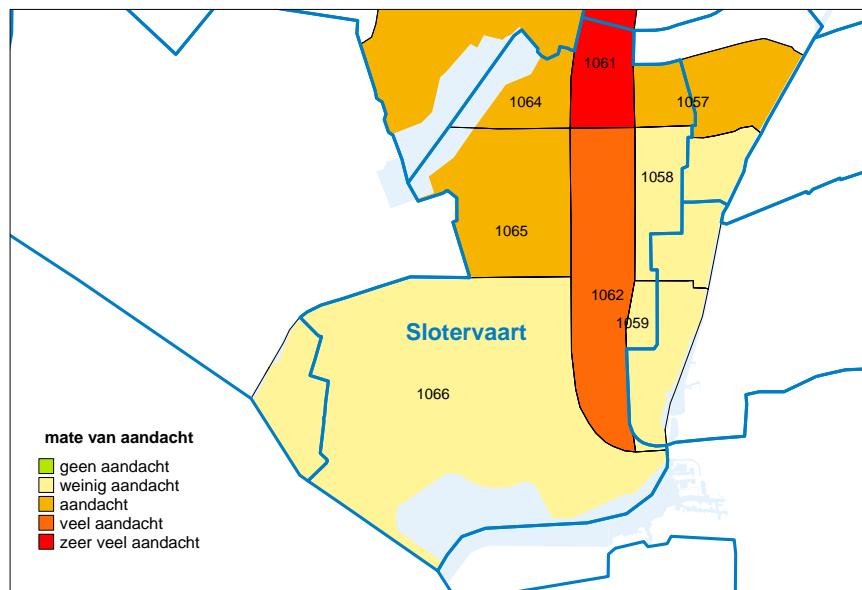 1061
1064
1057
1058
1065
1062
1059
Slotervaart
1066
mate van aandacht
geen aandacht
weinig aandacht
aandacht
veel aandacht
zeer veel aandacht